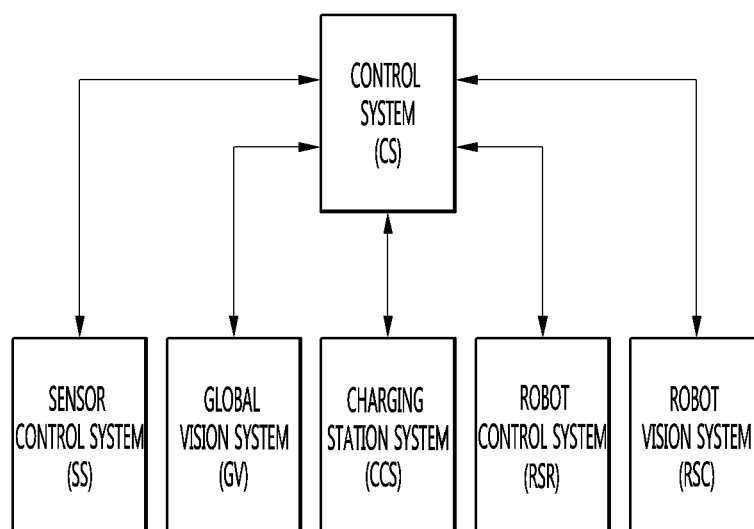 CONTROL
SYSTEM
(CS)
SENSOR
CONTROL SYSTEM
(SS)
GLOBAL
VISION SYSTEM
(GV)
CHARGING
STATION SYSTEM
(CCS)
ROBOT
CONTROL SYSTEM
(RSR)
ROBOT
VISION SYSTEM
(RSC)